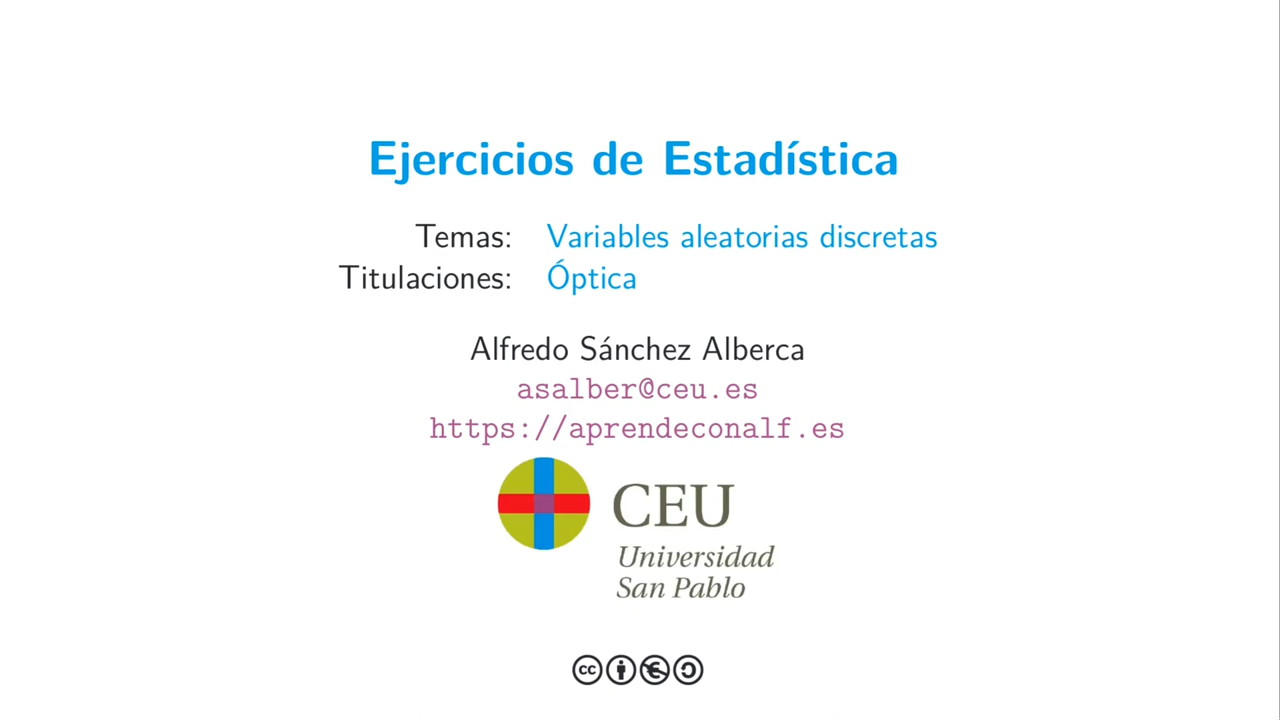 Ejercicios de Estadística
Temas: Variables aleatorias discretas
Titulaciones: Óptica
Alfredo Sánchez Alberca
asalber@ceu.es
https://aprendeconalf.es
CEU
Universidad
San Pablo
cc